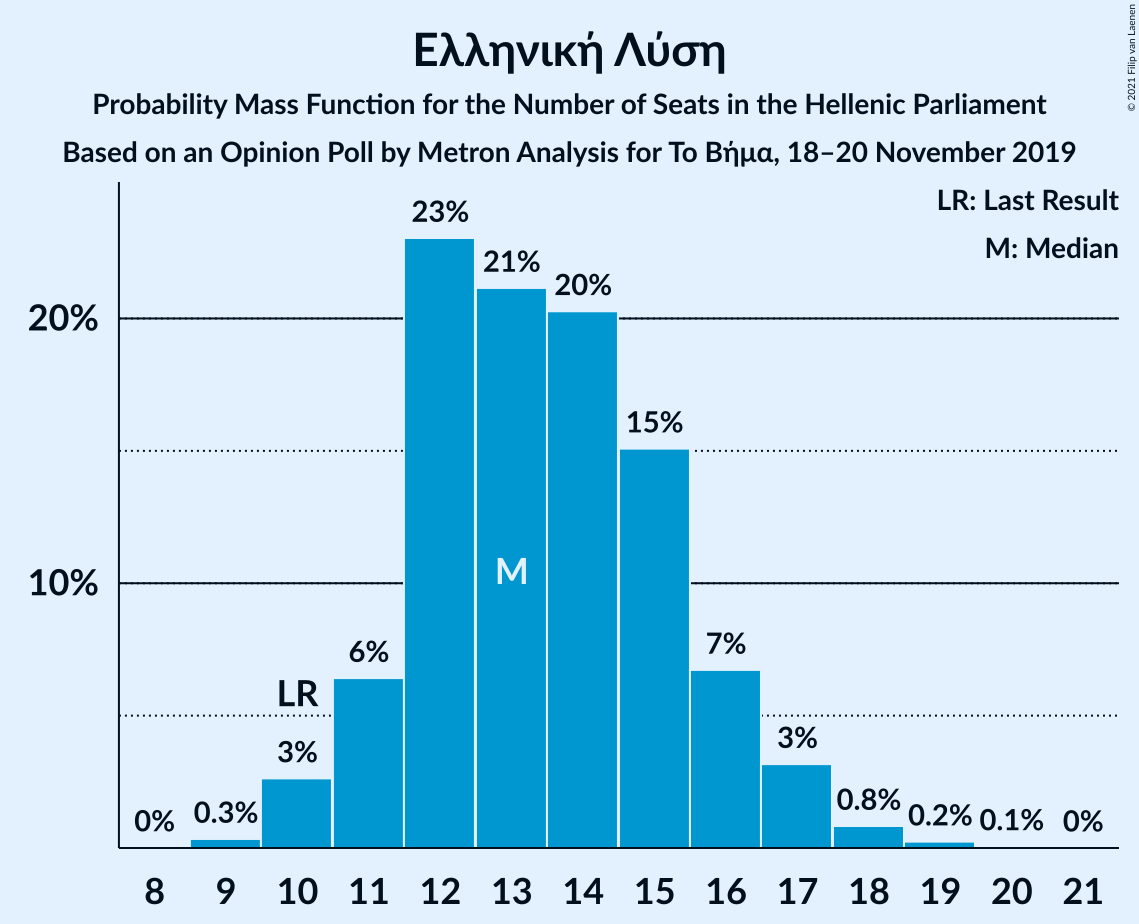 © 2021 Filip van Laenen
Ελληνική Λύση
Probability Mass Function for the Number of Seats in the Hellenic Parliament
Based on an Opinion Poll by Metron Analysis for Το Βήμα, 18–20 November 2019
LR: Last Result
M: Median
20%
10%
0%
0.3%
LR
3%
6%
23%
21%
M
20%
15%
7%
3%
0.8%
0.2%
0.1%
0%
8 9 10 11 12 13 14 15 16 17 18 19 20 21